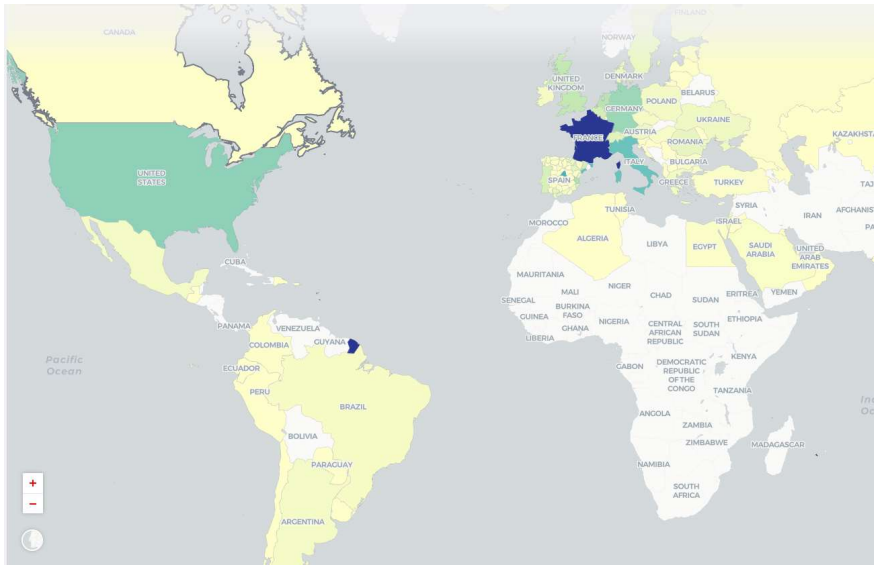 CANADA
FINLAND
NORWAY
UNITED
KINGDOM
DENMARK
BELARUS
POLAND
GERMANY
UKRAINE
FRANCE
AUSTRIA
KAZAKHSTA
ROMANIA
UNITED
STATES
ITALY
BULGARIA
SPAIN
GREECE
TURKEY
TAJ
SYRIA
TUNISIA
IRAN
AFGHANIS
MOROCCO
ISRAEL
PA
ALGERIA
LIBYA
EGYPT
SAUDI
ARABIA
UNITED
ARAB
EMIRATES
CUBA
MAURITANIA
MALI
NIGER
CHAD
SUDAN
ERITREA
YEMEN
SENEGAL
GUINEA
BURKINA
FASO
NIGERIA
ETHIOPIA
PANAMA
VENEZUELA
GUYANA
COLOMBIA
LIBERIA
GHANA
CENTRAL
AFRICAN
REPUBLIC
SOUTH
SUDAN
Pacific
Ocean
ECUADOR
GABON
DEMOCRATIC
REPUBLIC
OF THE
CONGO
KENYA
TANZANIA
PERU
BRAZIL
In
Oc
ANGOLA
ZAMBIA
BOLIVIA
ZIMBABWE
MADAGASCAR
PARAGUAY
NAMIBIA
SOUTH
AFRICA
ARGENTINA
+
−